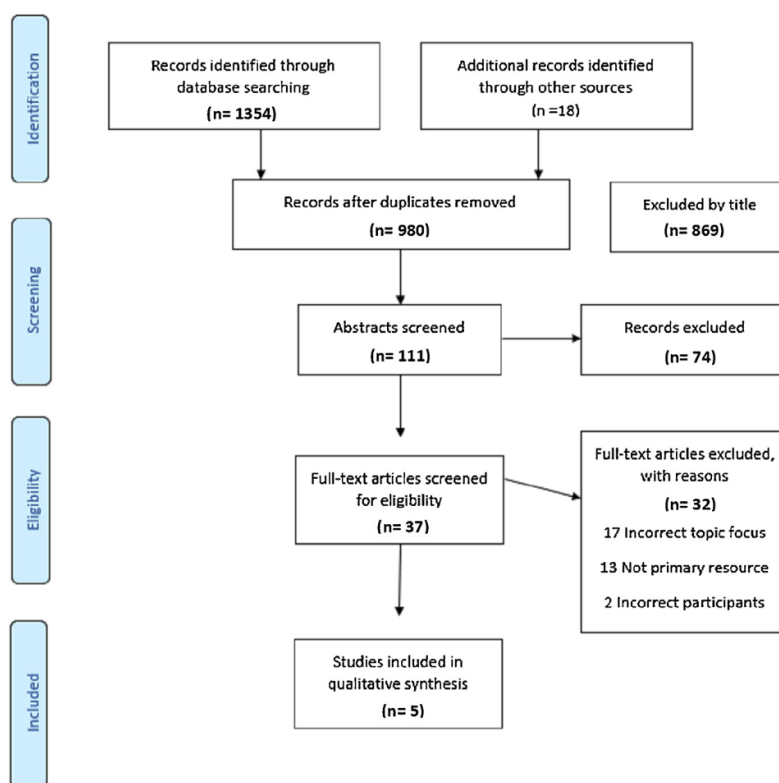 Identification
Records identified through
database searching
(n= 1354)
Additional records identified
through other sources
(n =18)
Records after duplicates removed
(n= 980)
Excluded by title
(n= 869)
Screening
Abstracts screened
(n= 111)
Records excluded
(n= 74)
Eligibility
Full-text articles screened
for eligibility
(n= 37)
Full-text articles excluded,
with reasons
(n= 32)
17 Incorrect topic focus
13 Not primary resource
2 Incorrect participants
Included
Studies included in
qualitative synthesis
(n= 5)